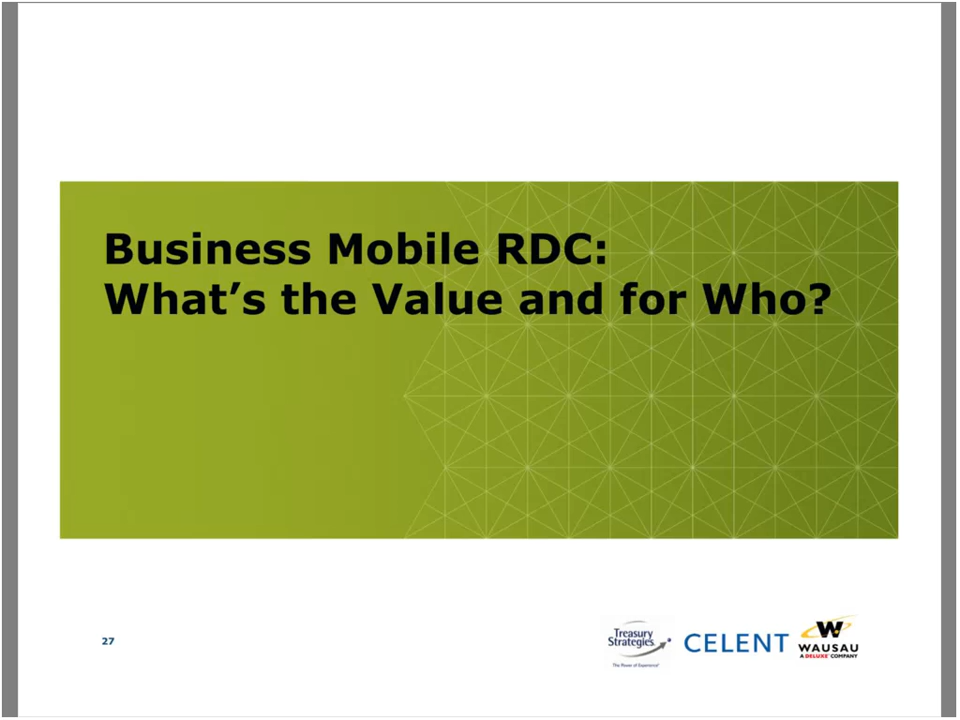 Business Mobile RDC:
What’s the Value and for Who?
27
Treasury
Strategies
The Power of Experience
CELENT
W
WAUSAU
A DELUXE COMPANY